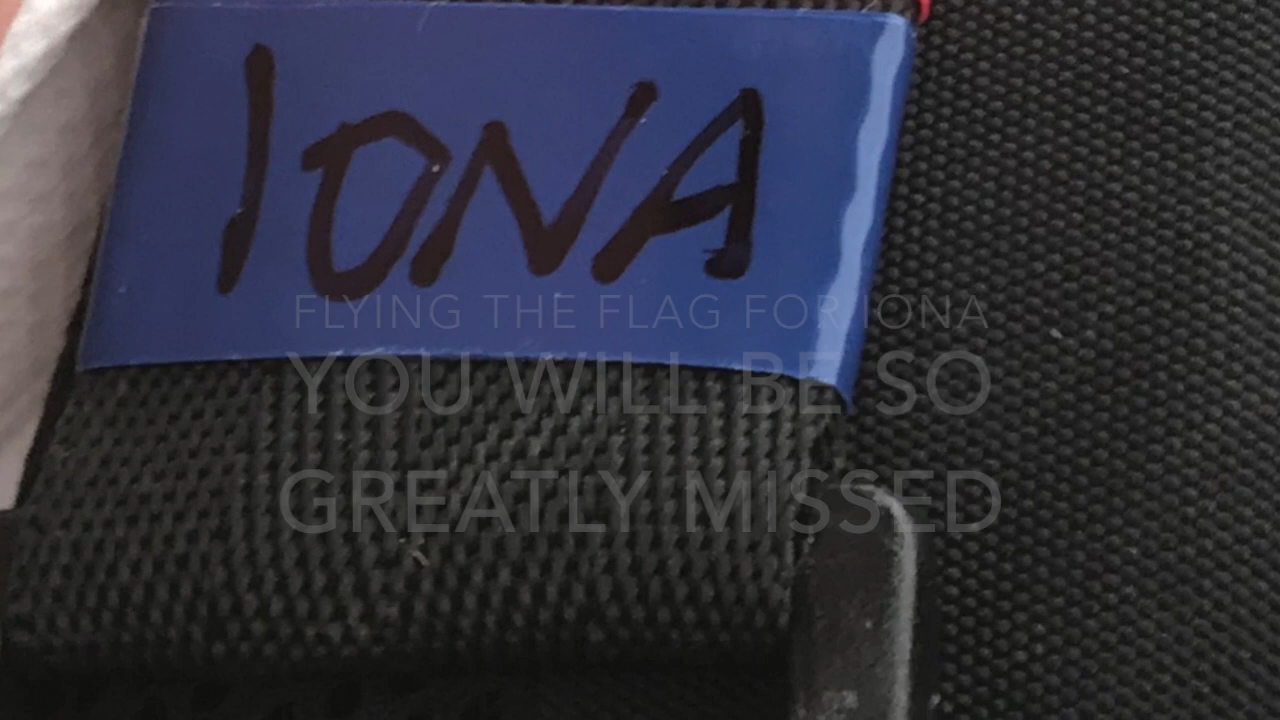 IONA
FLYING THE FLAG FOR IONA
YOU WILL BE SO
GREATLY MISSED